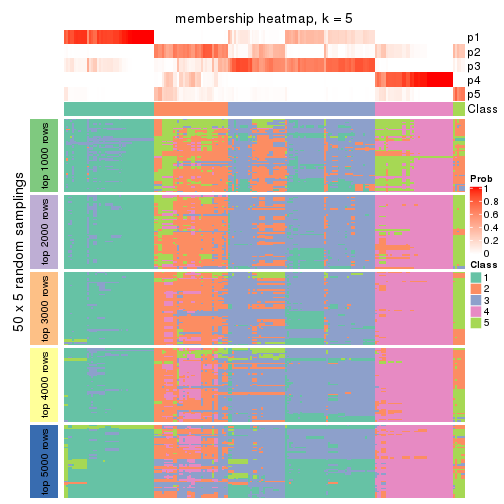 membership heatmap, k = 5
p1
p2
p3
p4
p5
Class
50 x 5 random samplings
top 1000 rows
top 2000 rows
top 3000 rows
top 4000 rows
top 5000 rows
Prob
1
0.8
0.6
0.4
0.2
0
Class
1
2
3
4
5